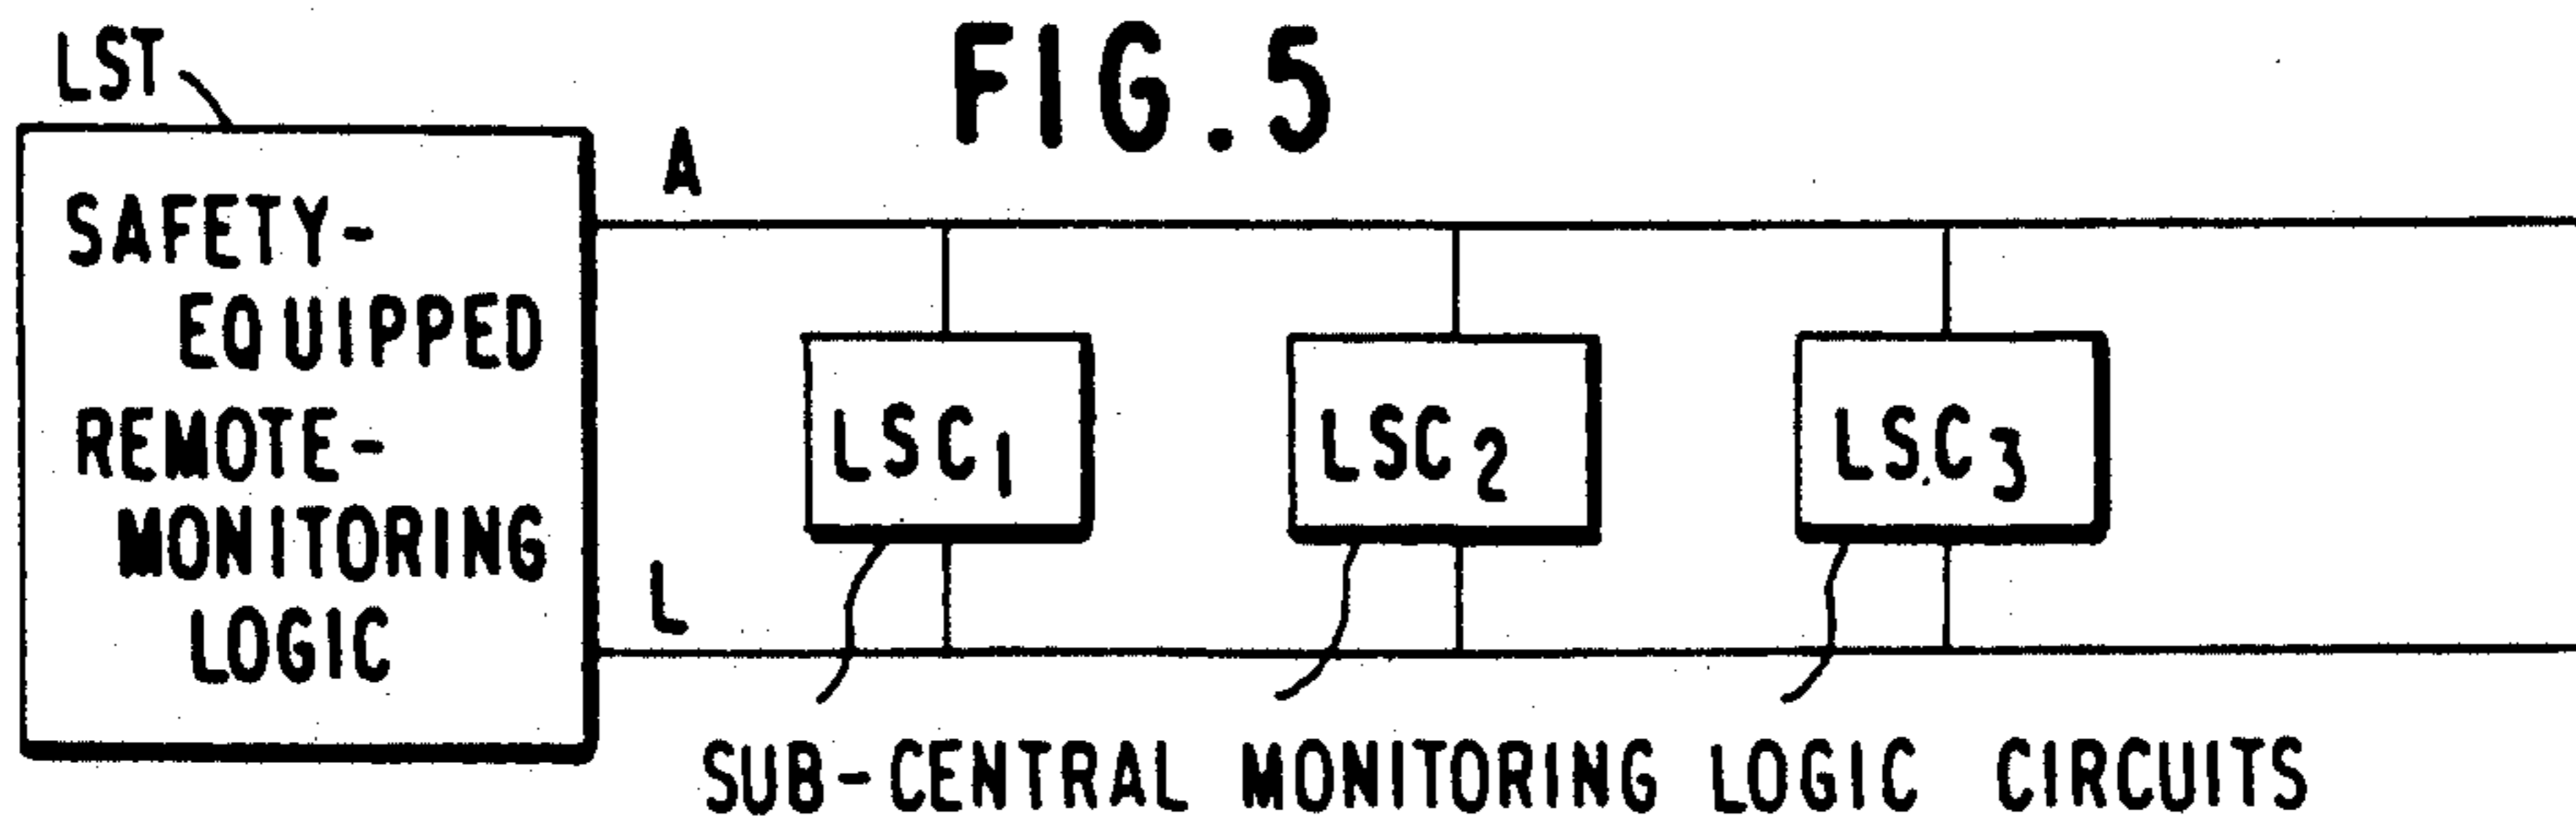 FIG.5
LST
A
SAFETY-
EQUIPPED
REMOTE-
MONITORING
LOGIC
LSC1
LSC2
LSC3
L
SUB-CENTRAL MONITORING LOGIC CIRCUITS